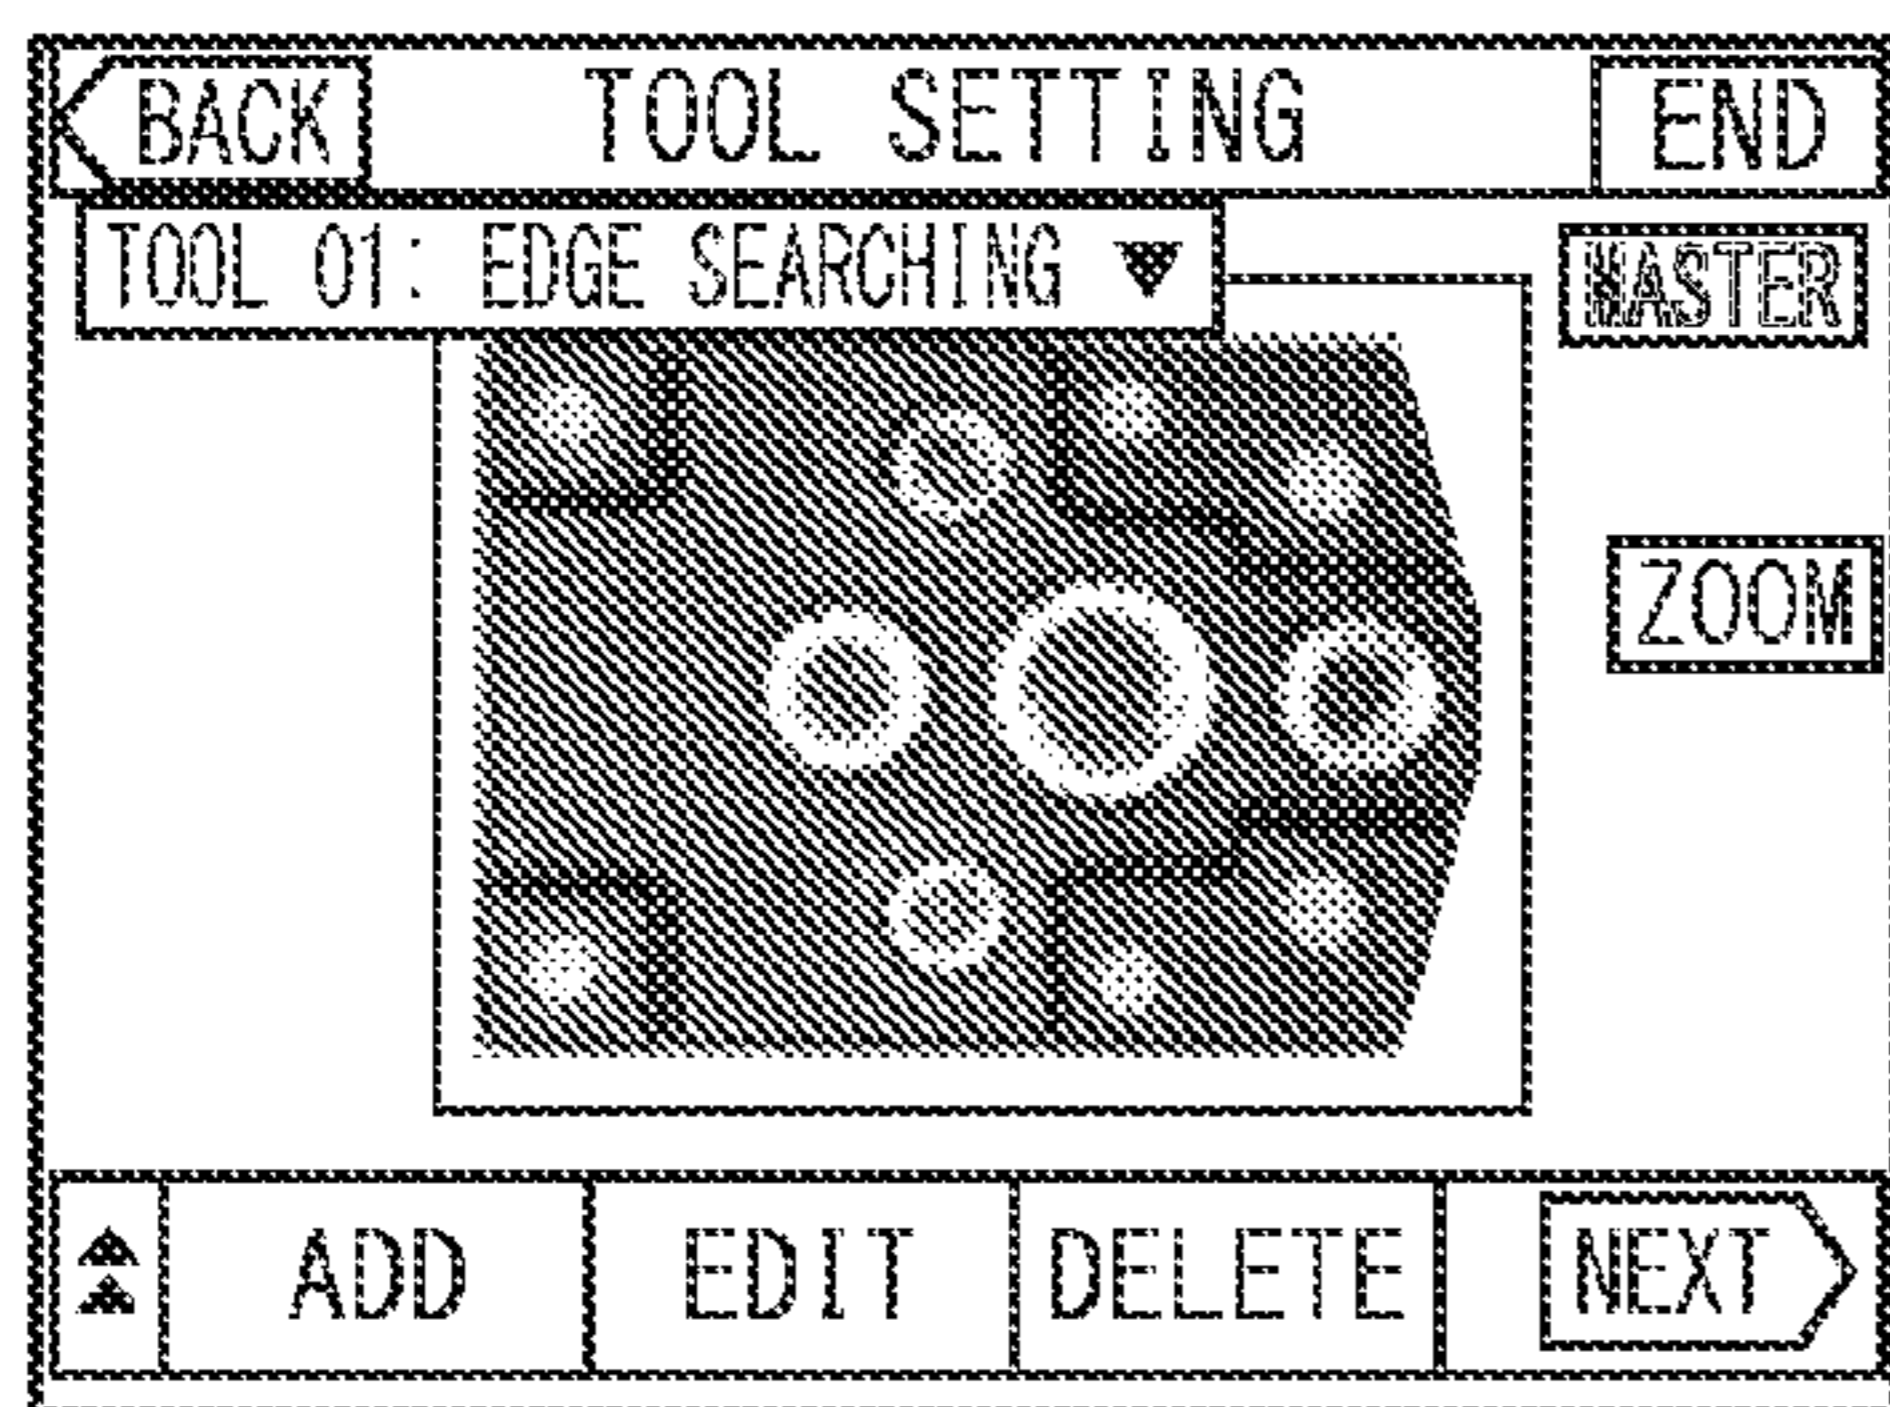 BACK TOOL SETTING END
TOOL 01: EDGE SEARCHING ▼
MASTER
ZOOM
ADD EDIT DELETE NEXT